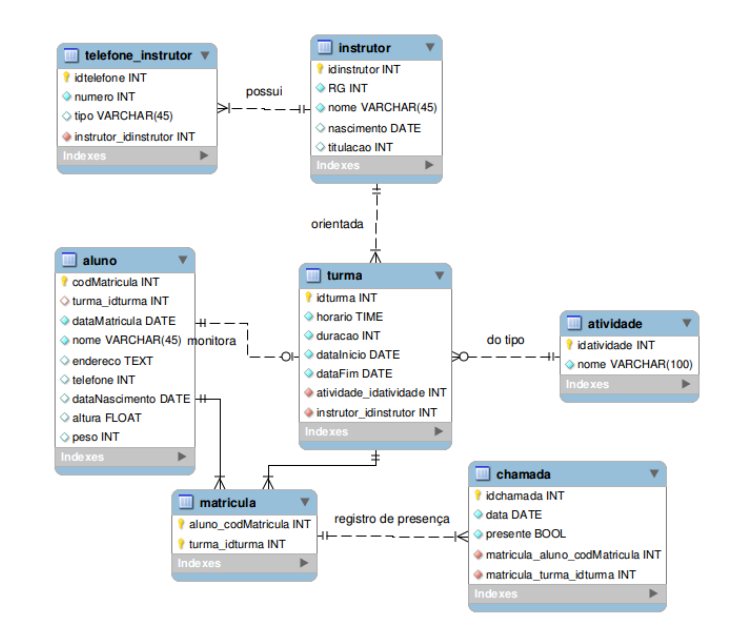 telefone_instrutor
idtelefone INT
numero INT
tipo VARCHAR(45)
instrutor_idinstrutor INT
Indexes
possui
instrutor
idinstrutor INT
RG INT
nome VARCHAR(45)
nascimento DATE
titulacao INT
Indexes
orientada
aluno
codMatricula INT
turma_idturma INT
dataMatricula DATE
nome VARCHAR(45)
endereco TEXT
telefone INT
dataNascimento DATE
altura FLOAT
peso INT
Indexes
monitora
turma
idturma INT
horario TIME
duracao INT
dataInicio DATE
dataFim DATE
atividade_idatividade INT
instrutor_idinstrutor INT
Indexes
do tipo
atividade
idatividade INT
nome VARCHAR(100)
Indexes
matricula
aluno_codMatricula INT
turma_idturma INT
Indexes
registro de presença
chamada
idchamada INT
data DATE
presente BOOL
matricula_aluno_codMatricula INT
matricula_turma_idturma INT
Indexes